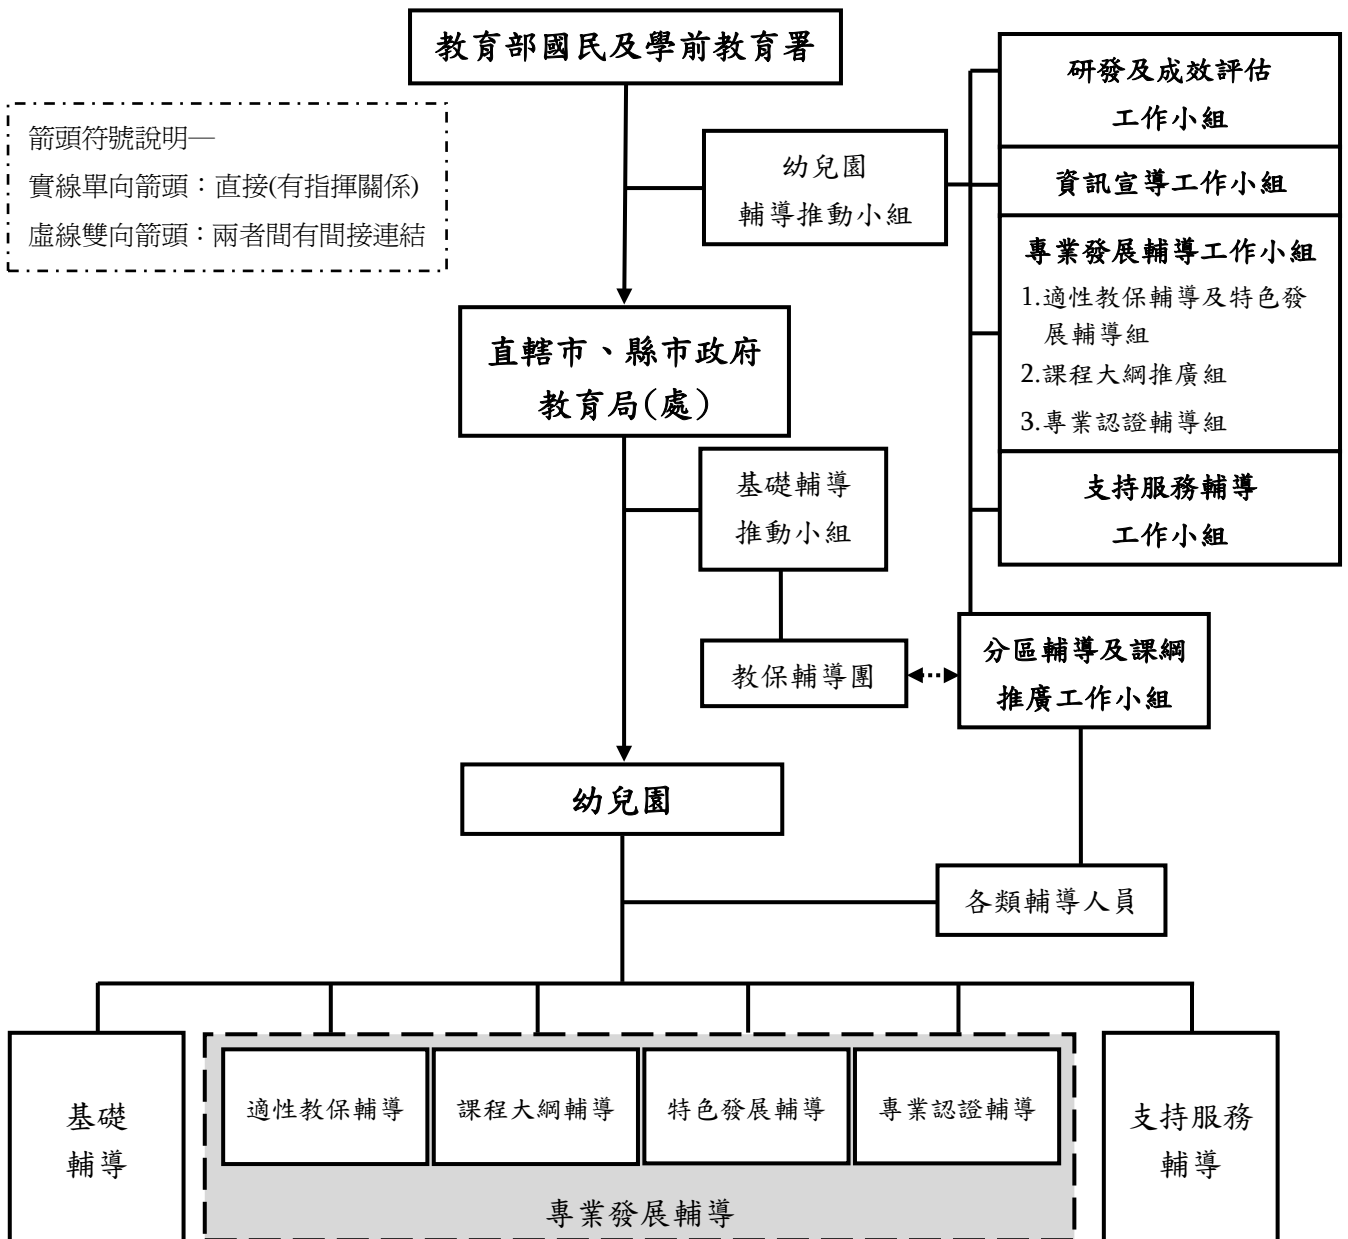 教育部國民及學前教育署
箭頭符號說明─
實線單向箭頭：直接(有指揮關係)
虛線雙向箭頭：兩者間有間接連結
幼兒園
輔導推動小組
研發及成效評估
工作小組
資訊宣導工作小組
專業發展輔導工作小組
1.適性教保輔導及特色發
展輔導組
2.課程大綱推廣組
3.專業認證輔導組
支持服務輔導
工作小組
直轄市、縣市政府
教育局(處)
基礎輔導
推動小組
教保輔導團
分區輔導及課綱
推廣工作小組
幼兒園
各類輔導人員
基礎
輔導
適性教保輔導
課程大綱輔導
特色發展輔導
專業認證輔導
專業發展輔導
支持服務
輔導